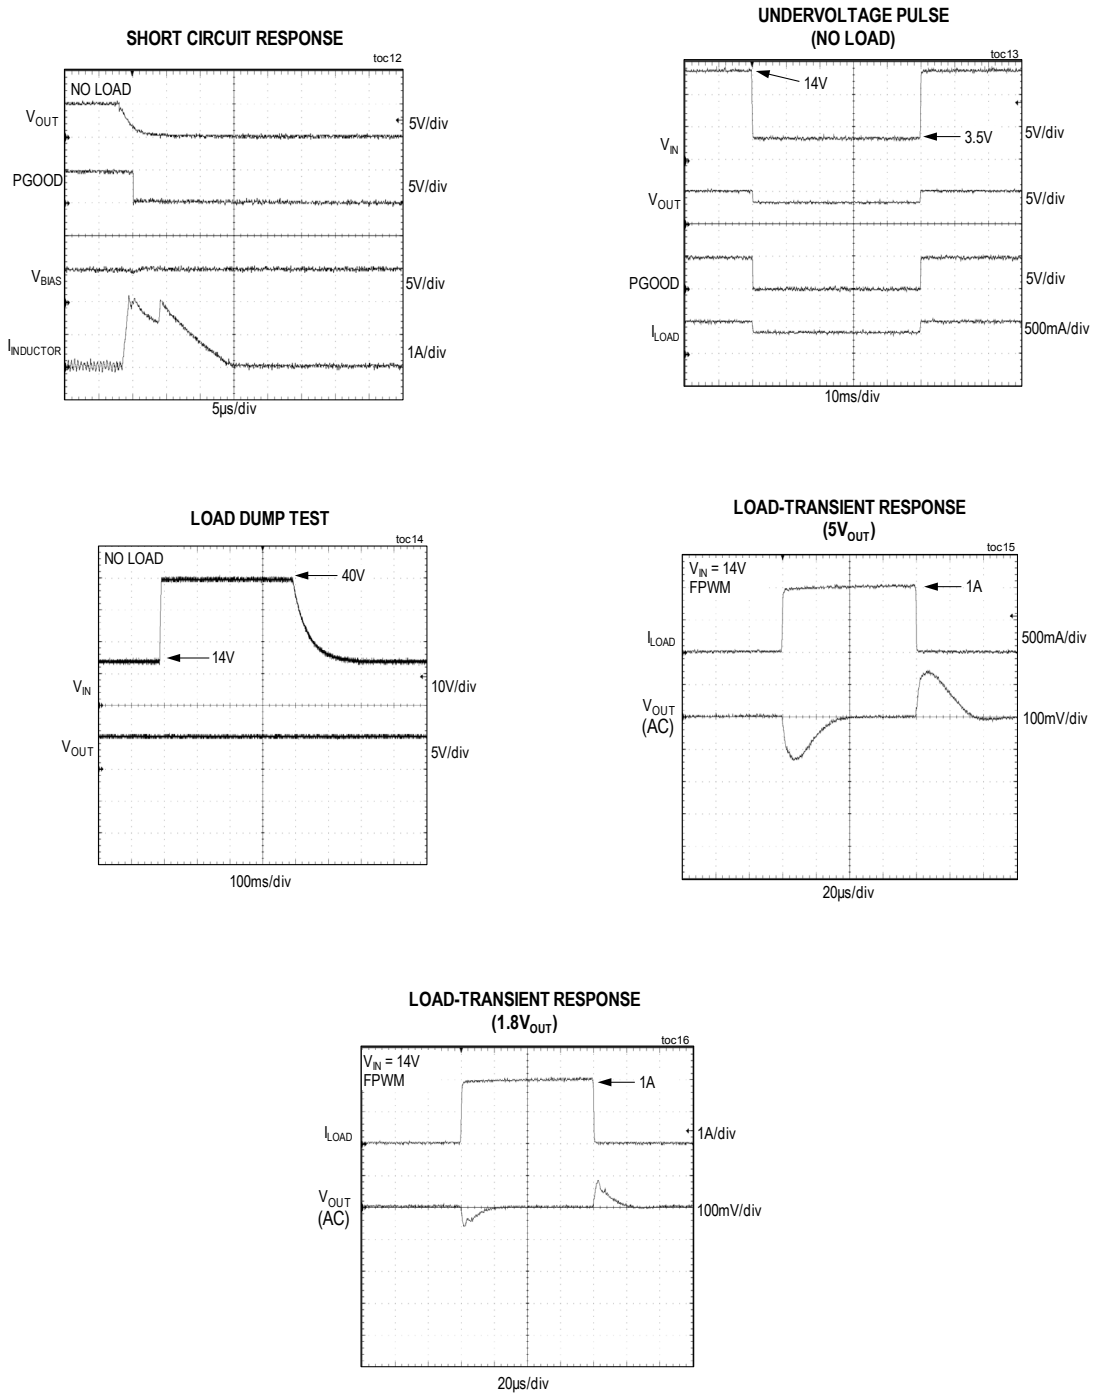 SHORT CIRCUIT RESPONSE
toc12
NO LOAD
VOUT
5V/div
PGOOD
5V/div
VBIAS
5V/div
IINDUCTOR
1A/div
5µs/div
UNDERVOLTAGE PULSE
(NO LOAD)
toc13
14V
3.5V
VIN
5V/div
VOUT
5V/div
PGOOD
5V/div
ILOAD
500mA/div
10ms/div
LOAD DUMP TEST
toc14
NO LOAD
40V
14V
VIN
10V/div
VOUT
5V/div
100ms/div
LOAD-TRANSIENT RESPONSE
(5VOUT)
toc15
VIN = 14V
FPWM
1A
ILOAD
500mA/div
VOUT
(AC)
100mV/div
20µs/div
LOAD-TRANSIENT RESPONSE
(1.8VOUT)
toc16
VIN = 14V
FPWM
1A
ILOAD
1A/div
VOUT
(AC)
100mV/div
20µs/div